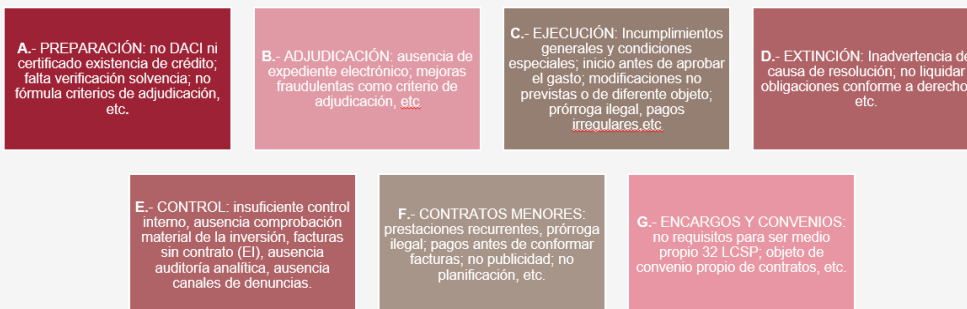 A.- PREPARACIÓN: no DACI ni
certificado existencia de crédito;
falta verificación solvencia; no
fórmula criterios de adjudicación,
etc.
B.- ADJUDICACIÓN: ausencia de
expediente electrónico; mejoras
fraudulentas como criterio de
adjudicación, etc
C.- EJECUCIÓN: Incumplimientos
generales y condiciones
especiales; inicio antes de aprobar
el gasto; modificaciones no
previstas o de diferente objeto;
prórroga ilegal, pagos
irregulares,etc
D.- EXTINCIÓN: Inadvertencia de
causa de resolución; no liquidar
obligaciones conforme a derecho
etc.
E.- CONTROL: insuficiente control
interno, ausencia comprobación
material de la inversión, facturas
sin contrato (EI), ausencia
auditoría analítica, ausencia
canales de denuncias.
F.- CONTRATOS MENORES:
prestaciones recurrentes, prórroga
ilegal; pagos antes de conformar
facturas; no publicidad; no
planificación, etc.
G.- ENCARGOS Y CONVENIOS:
no requisitos para ser medio
propio 32 LCSP; objeto de
convenio propio de contratos, etc.